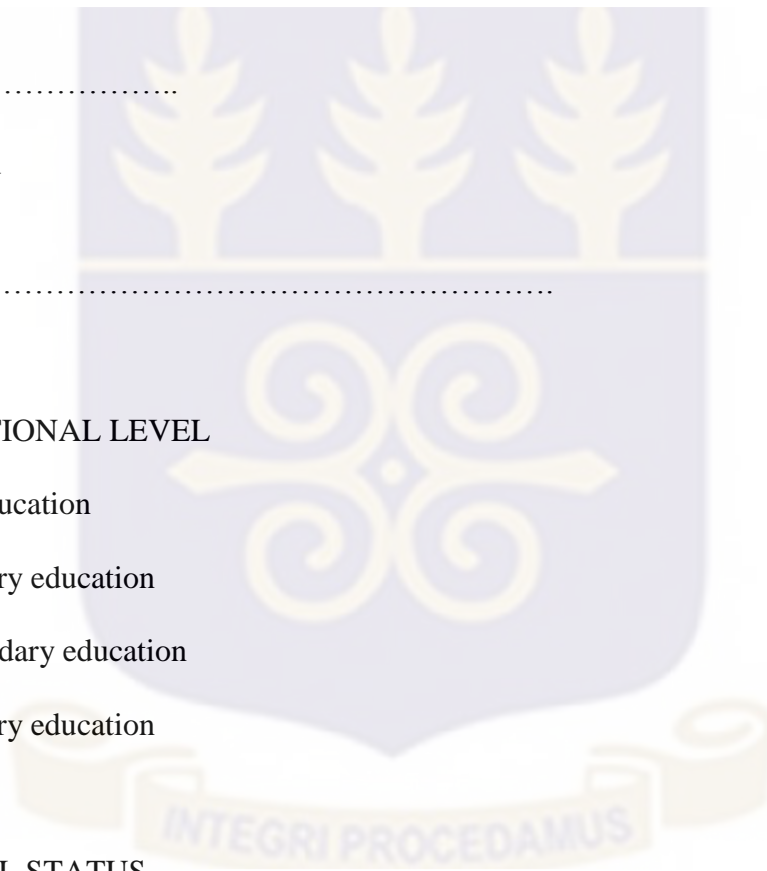 ………………..
……………………………………………….
TIONAL LEVEL
ucation
ry education
dary education
ry education
INTEGRI PROCEDAMUS
L STATUS